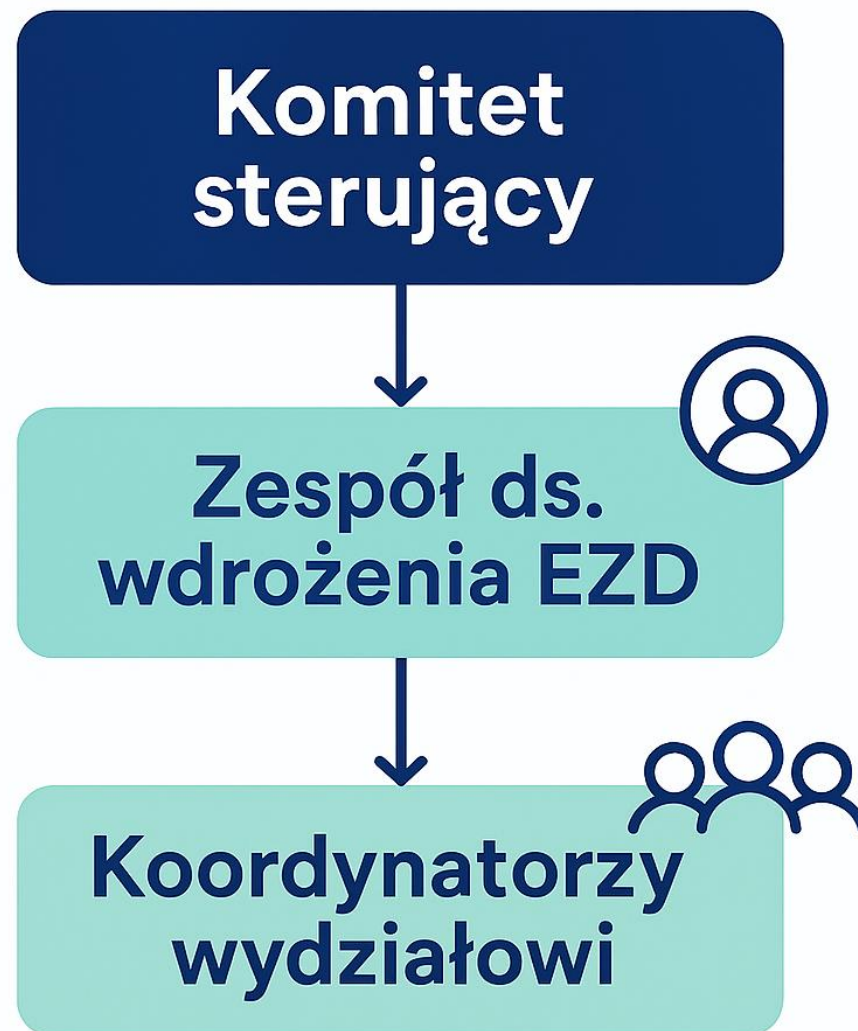 Komitet
sterujący
Zespół ds.
wdrożenia EZD
Koordynatorzy
wydziałowi